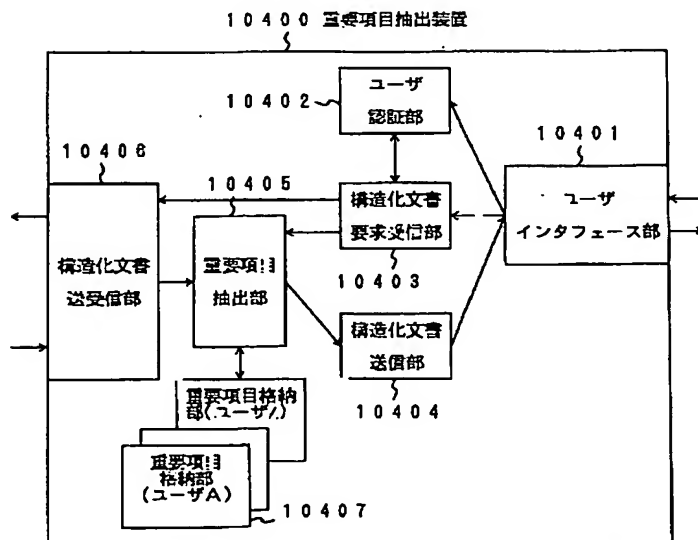 10400 重要項目抽出装置
10402
ユーザ
認証部
10401
ユーザ
インタフェース部
10406
構造化文書
送受信部
10405
重要項目
抽出部
構造化文書
要求受信部
10403
構造化文書
送信部
10404
重要項目格納
部(ユーザ
重要項目
格納部
(ユーザA)
10407